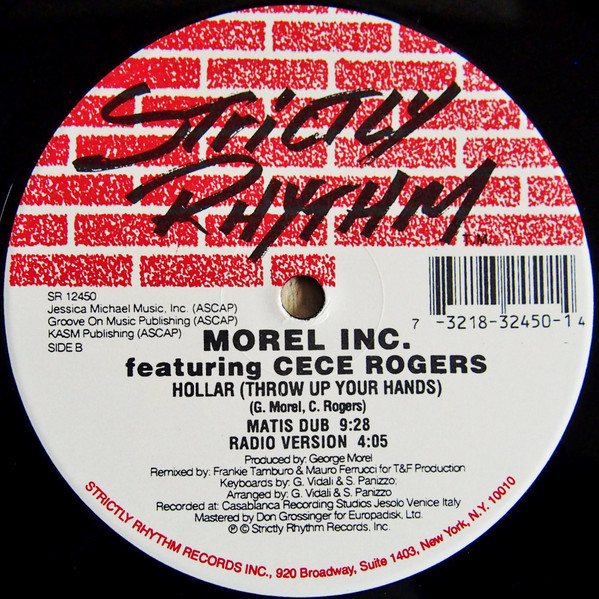 STRICTLY
RHYTHM
T.M.
SR 12450
Jessica Michael Music, Inc. (ASCAP)
Groove On Music Publishing (ASCAP)
KASM Publishing (ASCAP)
SIDE B
7 -3218-32450-1 4
MOREL INC.
featuring CECE ROGERS
HOLLAR (THROW UP YOUR HANDS)
(G. Morel, C. Rogers)
MATIS DUB 9:28
RADIO VERSION 4:05
Produced by: George Morel
Remixed by: Frankie Tamburo & Mauro Ferrucci for T&F Production
Keyboards by: G. Vidali & S. Panizzo;
Arranged by: G. Vidali & S. Panizzo
Recorded at: Casablanca Recording Studios Jesolo Venice Italy
Mastered by Don Grossinger for Europadisk, Ltd.
℗ © Strictly Rhythm Records, Inc.
STRICTLY RHYTHM RECORDS INC., 920 Broadway, Suite 1403, New York, N.Y. 10010